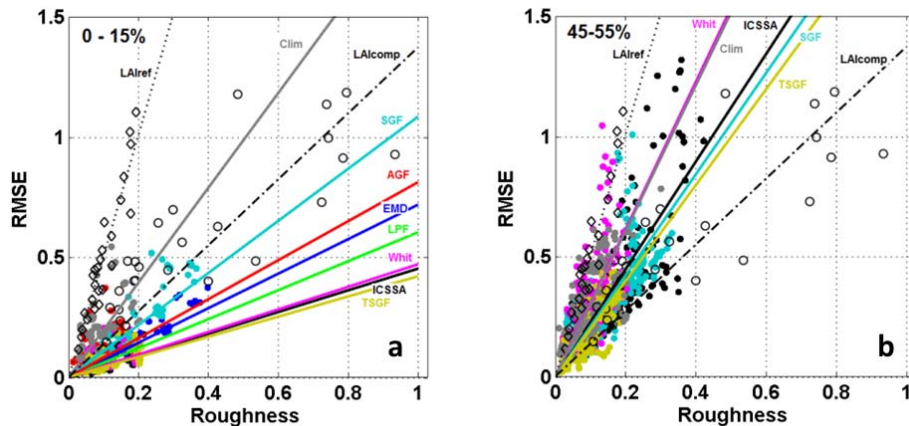 1.5
0 - 15%
LAIref
Clim
LAIcomp
SGF
AGF
EMD
LPF
Whit
ICSSA
TSGF
RMSE
1
0.5
0
0 0.2 0.4 0.6 0.8 1
Roughness
a
1.5
45-55%
LAIref
Whit
Clim
ICSSA
SGF
TSGF
LAIcomp
RMSE
1
0.5
0
0 0.2 0.4 0.6 0.8 1
Roughness
b